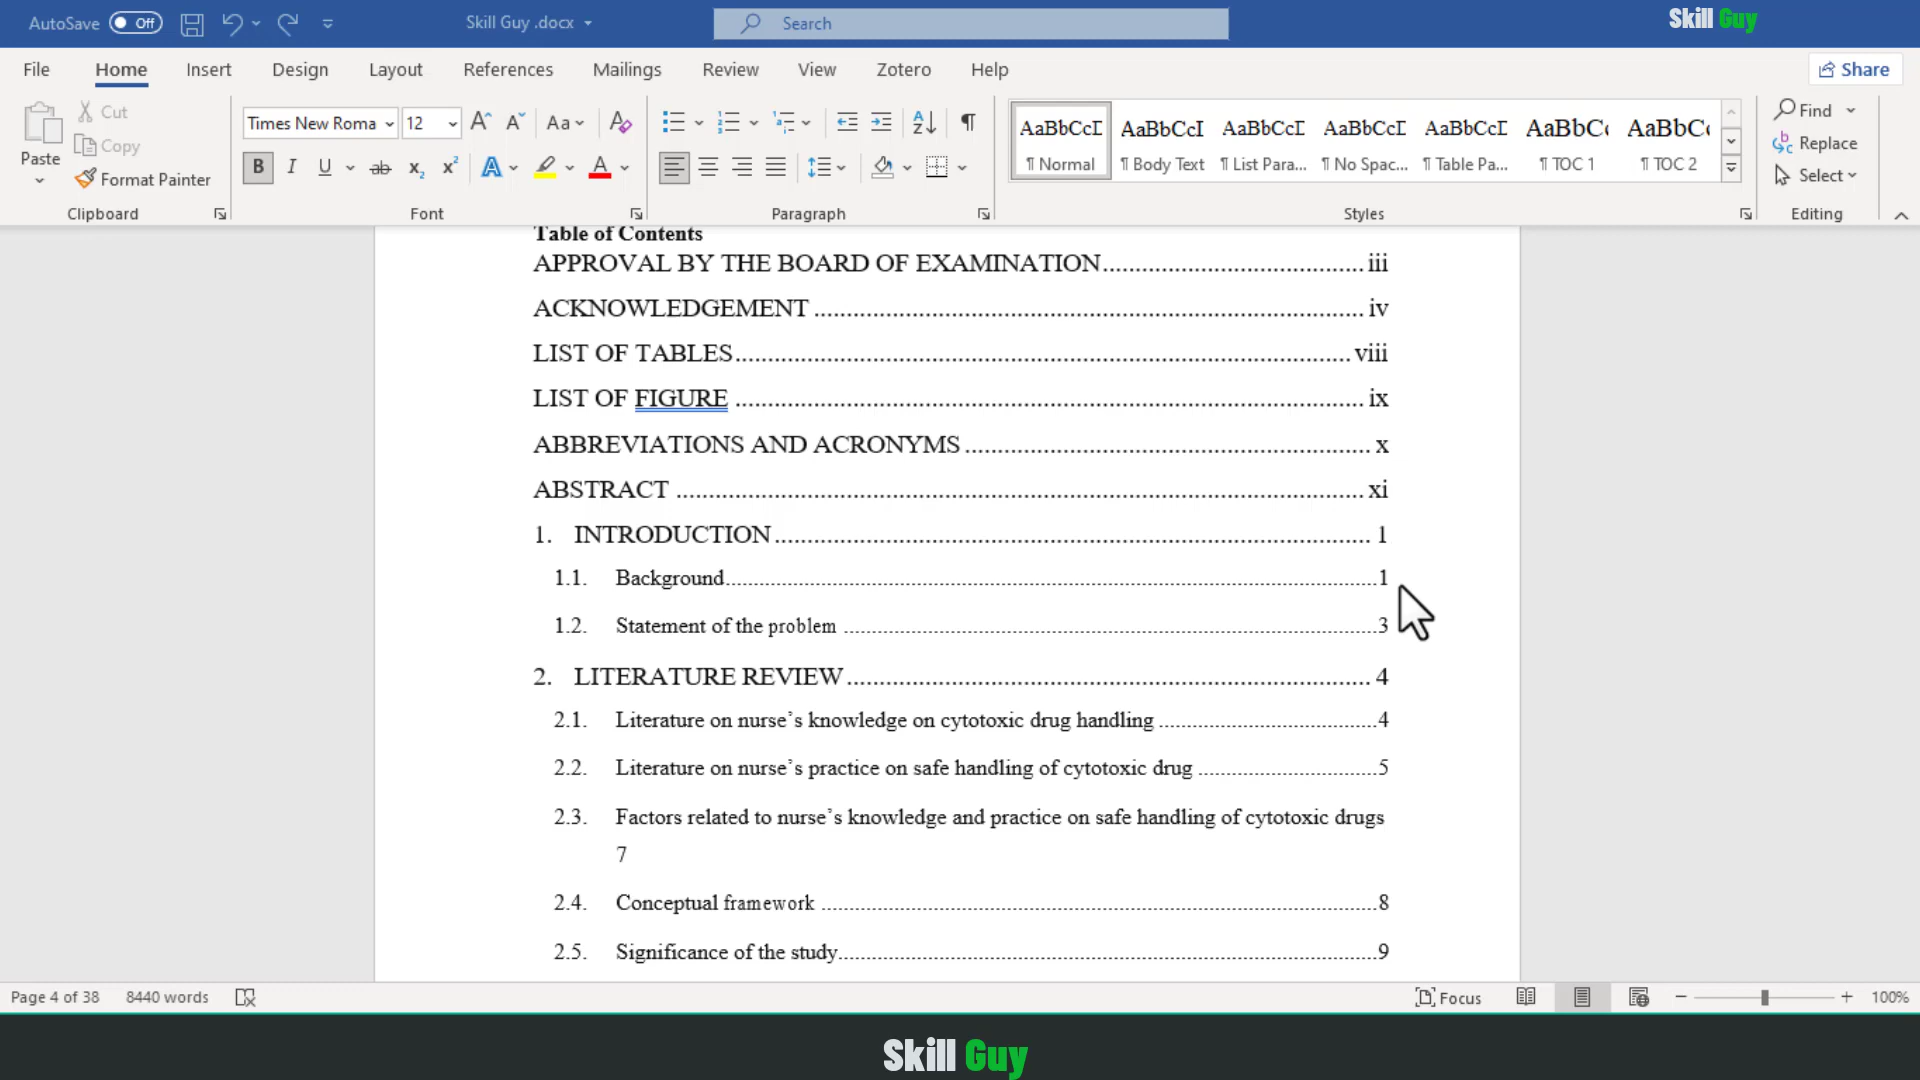 AutoSave Off Skill Guy .docx Search Skill Guy
File Home Insert Design Layout References Mailings Review View Zotero Help Share
Paste Cut Copy Format Painter Clipboard
Times New Roma 12 Aa
B I U ab x₂ x² A A
Font
A Z ¶
Paragraph
AaBbCcD AaBbCcI AaBbCcD AaBbCcD AaBbCcD AaBbC AaBbC
¶ Normal ¶ Body Text ¶ List Para... ¶ No Spac... ¶ Table Pa... ¶ TOC 1 ¶ TOC 2
Styles
Find
Replace
Select
Editing
Table of Contents
APPROVAL BY THE BOARD OF EXAMINATION........................................ iii
ACKNOWLEDGEMENT .................................................................................... iv
LIST OF TABLES............................................................................................... viii
LIST OF FIGURE ................................................................................................ ix
ABBREVIATIONS AND ACRONYMS.............................................................. x
ABSTRACT ......................................................................................................... xi
1. INTRODUCTION........................................................................................... 1
1.1. Background..................................................................................................1
1.2. Statement of the problem ............................................................................3
2. LITERATURE REVIEW................................................................................ 4
2.1. Literature on nurse’s knowledge on cytotoxic drug handling ........................................4
2.2. Literature on nurse’s practice on safe handling of cytotoxic drug .................................5
2.3. Factors related to nurse’s knowledge and practice on safe handling of cytotoxic drugs
7
2.4. Conceptual framework ................................................................................8
2.5. Significance of the study.............................................................................9
Page 4 of 38 8440 words Focus 100%
Skill Guy